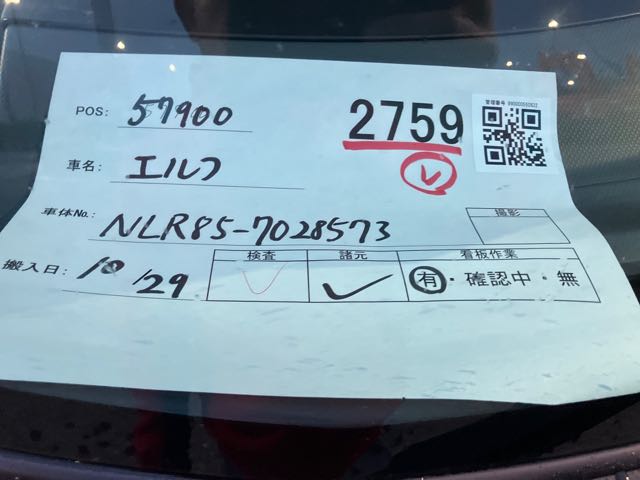 POS: 57900
2759
車名: エルフ
車体No.: NLR85-7028573
撮影
搬入日: 10/29
検査 諸元 看板作業
有・確認中・無